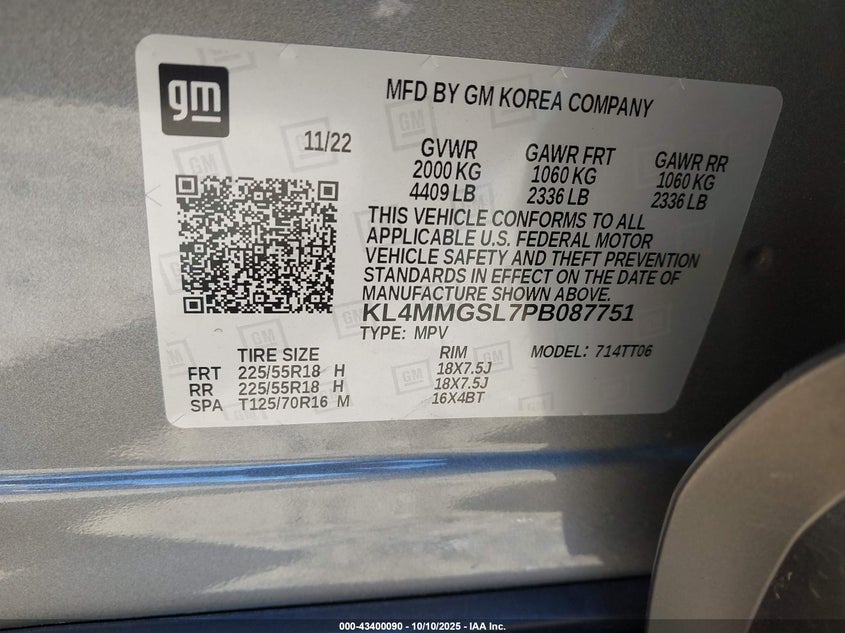 gm
MFD BY GM KOREA COMPANY
11/22
GVWR GAWR FRT GAWR RR
2000 KG 1060 KG 1060 KG
4409 LB 2336 LB 2336 LB
THIS VEHICLE CONFORMS TO ALL
APPLICABLE U.S. FEDERAL MOTOR
VEHICLE SAFETY AND THEFT PREVENTION
STANDARDS IN EFFECT ON THE DATE OF
MANUFACTURE SHOWN ABOVE.
KL4MMGSL7PB087751
TYPE: MPV
TIRE SIZE RIM MODEL: 714TT06
FRT 225/55R18 H 18X7.5J
RR 225/55R18 H 18X7.5J
SPA T125/70R16 M 16X4BT
000-43400090 - 10/10/2025 - IAA Inc.